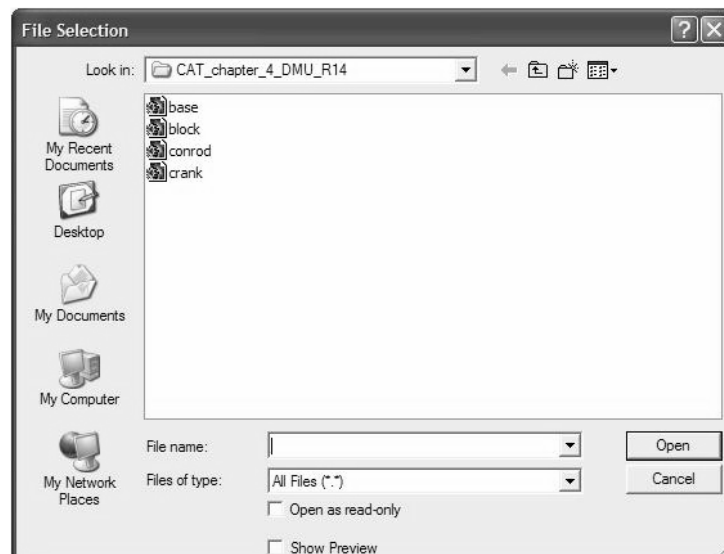 File Selection
Look in: CAT_chapter_4_DMU_R14
base
block
conrod
crank
My Recent
Documents
Desktop
My Documents
My Computer
My Network
Places
File name:
Open
Files of type: All Files (*.*)
Cancel
Open as read-only
Show Preview